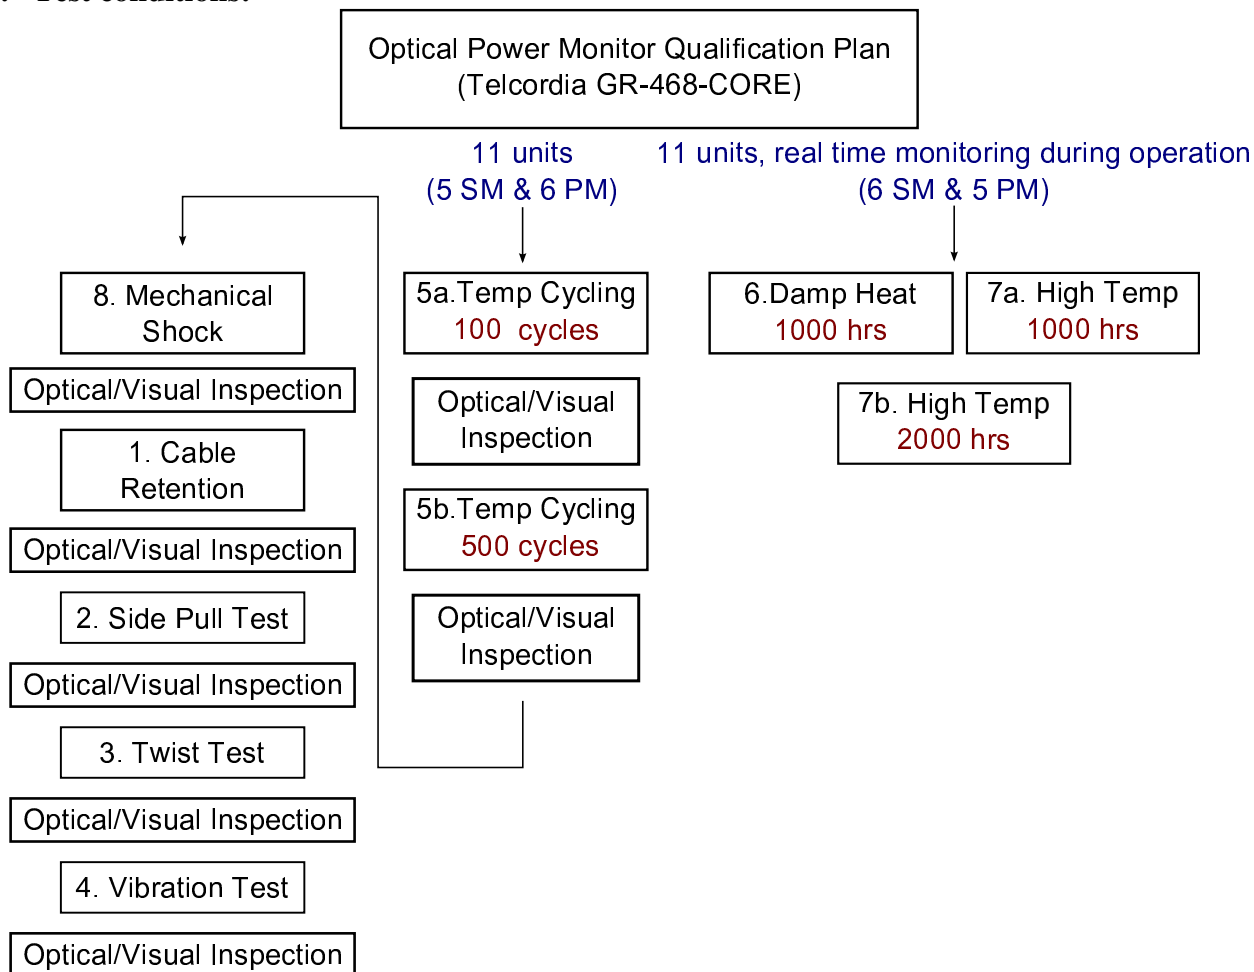 Test conditions:
Optical Power Monitor Qualification Plan
(Telcordia GR-468-CORE)
11 units
(5 SM & 6 PM)
11 units, real time monitoring during operation
(6 SM & 5 PM)
8. Mechanical
Shock
Optical/Visual Inspection
1. Cable
Retention
Optical/Visual Inspection
2. Side Pull Test
Optical/Visual Inspection
3. Twist Test
Optical/Visual Inspection
4. Vibration Test
Optical/Visual Inspection
5a.Temp Cycling
100 cycles
Optical/Visual
Inspection
5b.Temp Cycling
500 cycles
Optical/Visual
Inspection
6.Damp Heat
1000 hrs
7a. High Temp
1000 hrs
7b. High Temp
2000 hrs